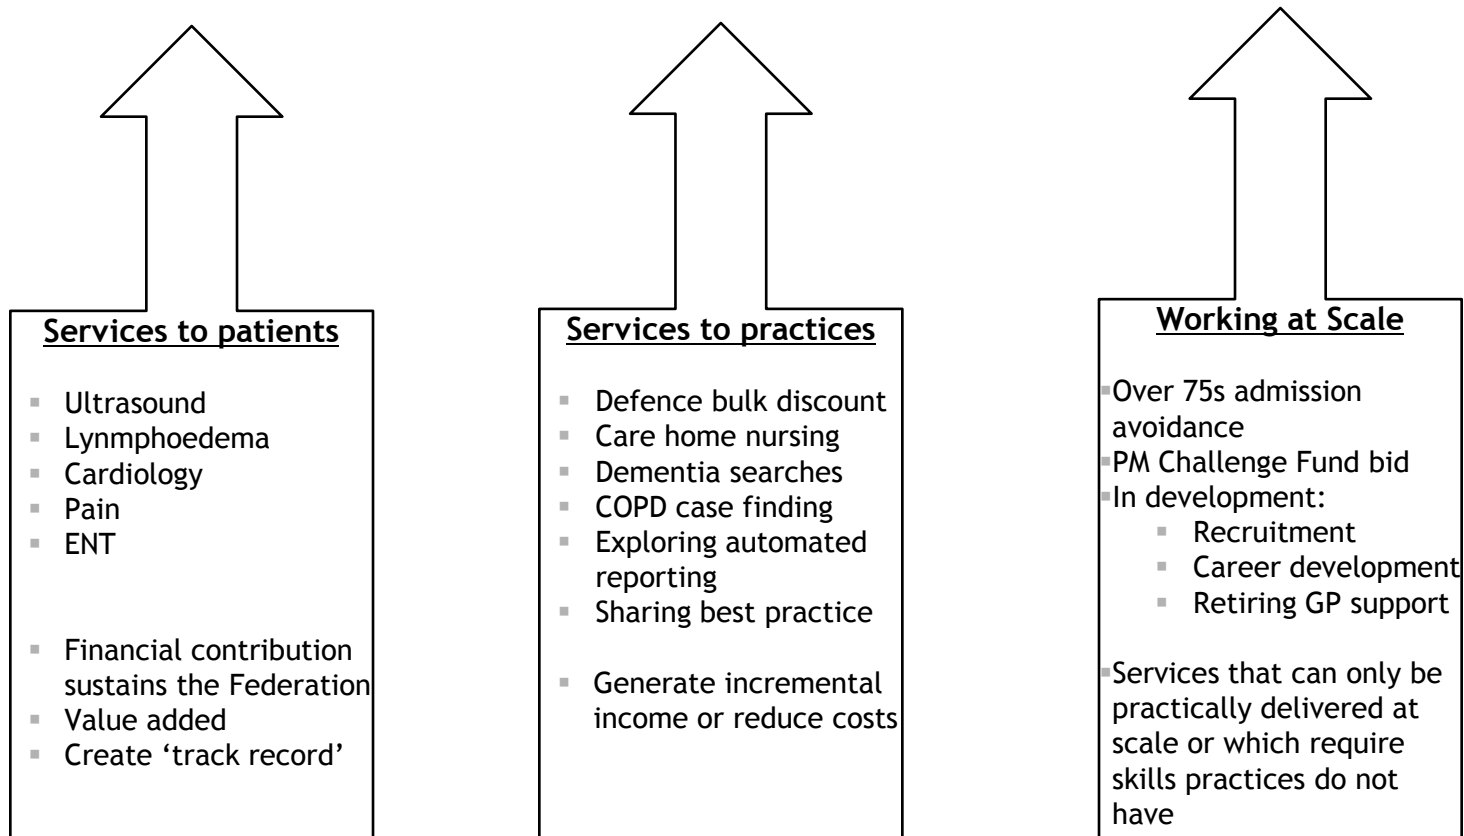 Services to patients
Ultrasound
Lynmphoedema
Cardiology
Pain
ENT
Financial contribution
sustains the Federation
Value added
Create ‘track record’
Services to practices
Defence bulk discount
Care home nursing
Dementia searches
COPD case finding
Exploring automated
reporting
Sharing best practice
Generate incremental
income or reduce costs
Working at Scale
Over 75s admission
avoidance
PM Challenge Fund bid
In development:
Recruitment
Career development
Retiring GP support
Services that can only be
practically delivered at
scale or which require
skills practices do not
have